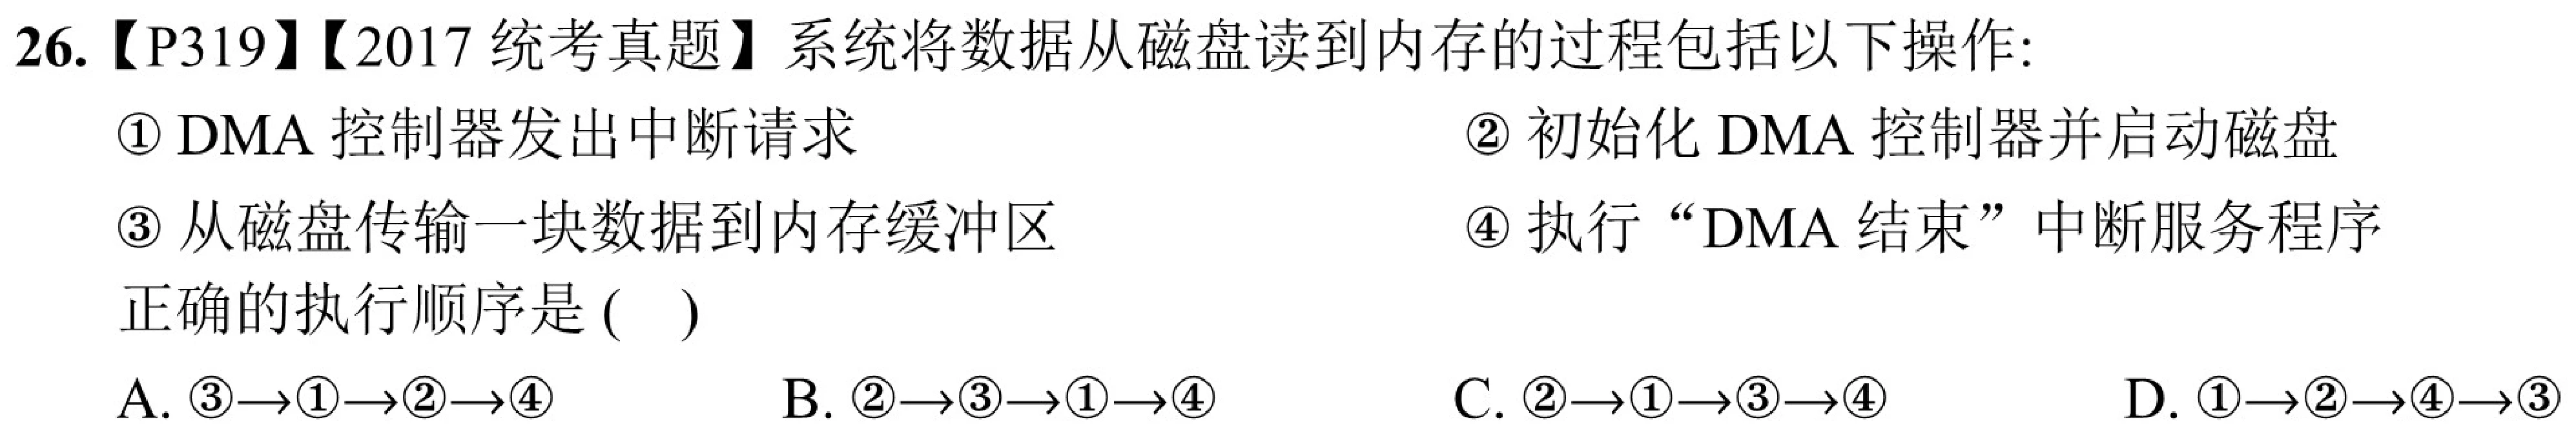 26.【P319】【2017 统考真题】系统将数据从磁盘读到内存的过程包括以下操作:
① DMA 控制器发出中断请求 ② 初始化 DMA 控制器并启动磁盘
③ 从磁盘传输一块数据到内存缓冲区 ④ 执行“DMA 结束”中断服务程序
正确的执行顺序是 ( )
A. ③→①→②→④ B. ②→③→①→④ C. ②→①→③→④ D. ①→②→④→③